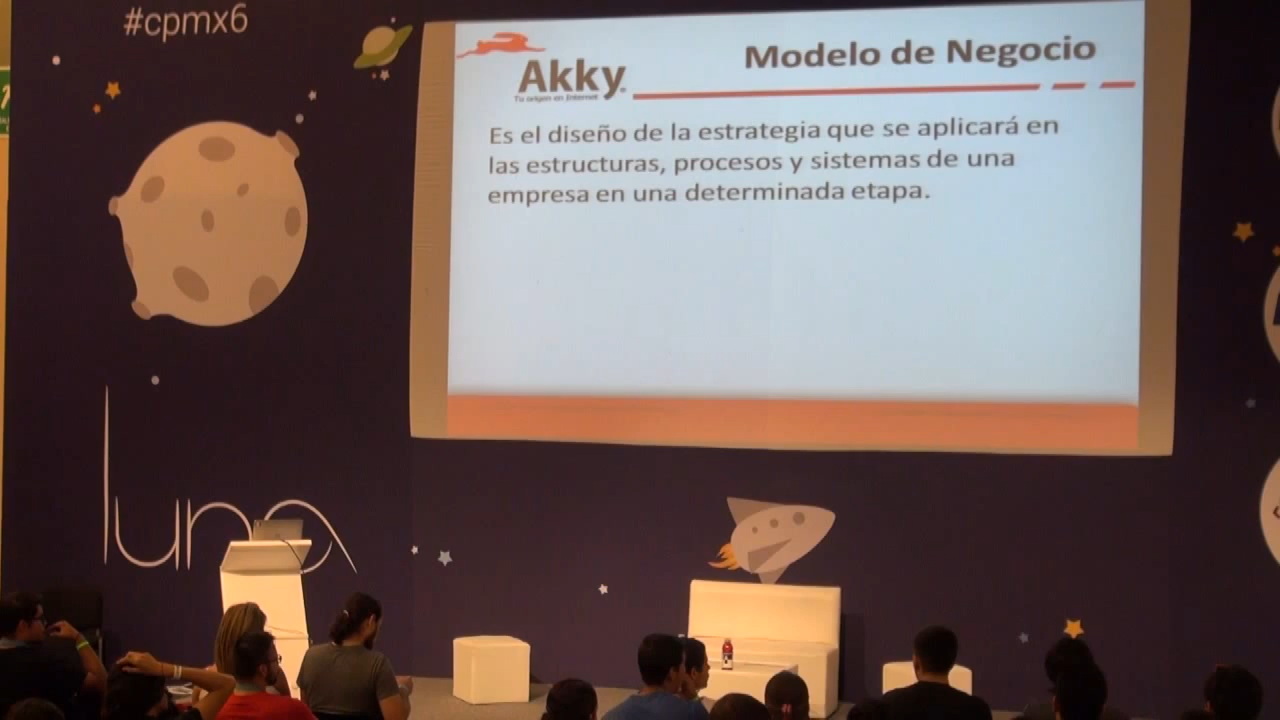 #cpmx6
Akky
Tu origen en Internet
Modelo de Negocio
Es el diseño de la estrategia que se aplicará en
las estructuras, procesos y sistemas de una
empresa en una determinada etapa.
luna